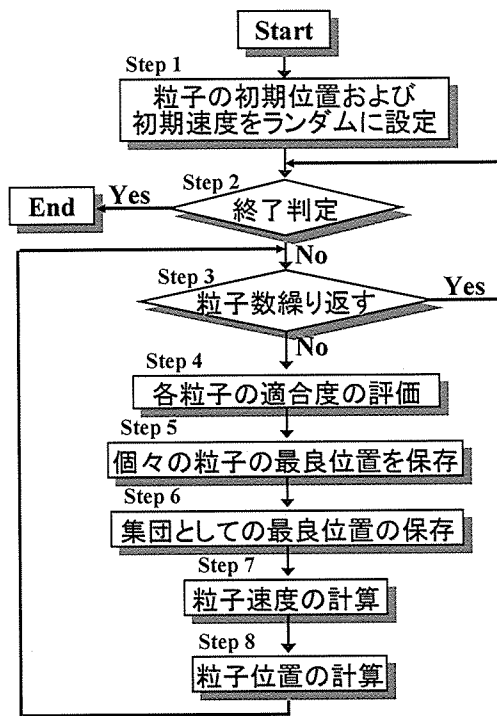 Start
Step 1
粒子の初期位置および
初期速度をランダムに設定
Step 2
End
Yes
終了判定
No
Step 3
粒子数繰り返す
Yes
No
Step 4
各粒子の適合度の評価
Step 5
個々の粒子の最良位置を保存
Step 6
集団としての最良位置の保存
Step 7
粒子速度の計算
Step 8
粒子位置の計算